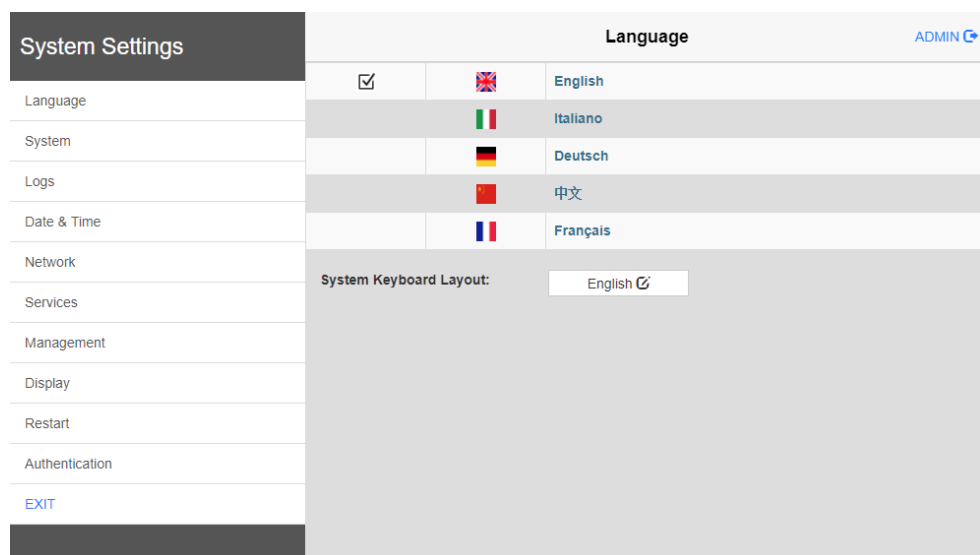 System Settings
Language
System
Logs
Date & Time
Network
Services
Management
Display
Restart
Authentication
EXIT
Language
ADMIN
English
Italiano
Deutsch
中文
Français
System Keyboard Layout:
English